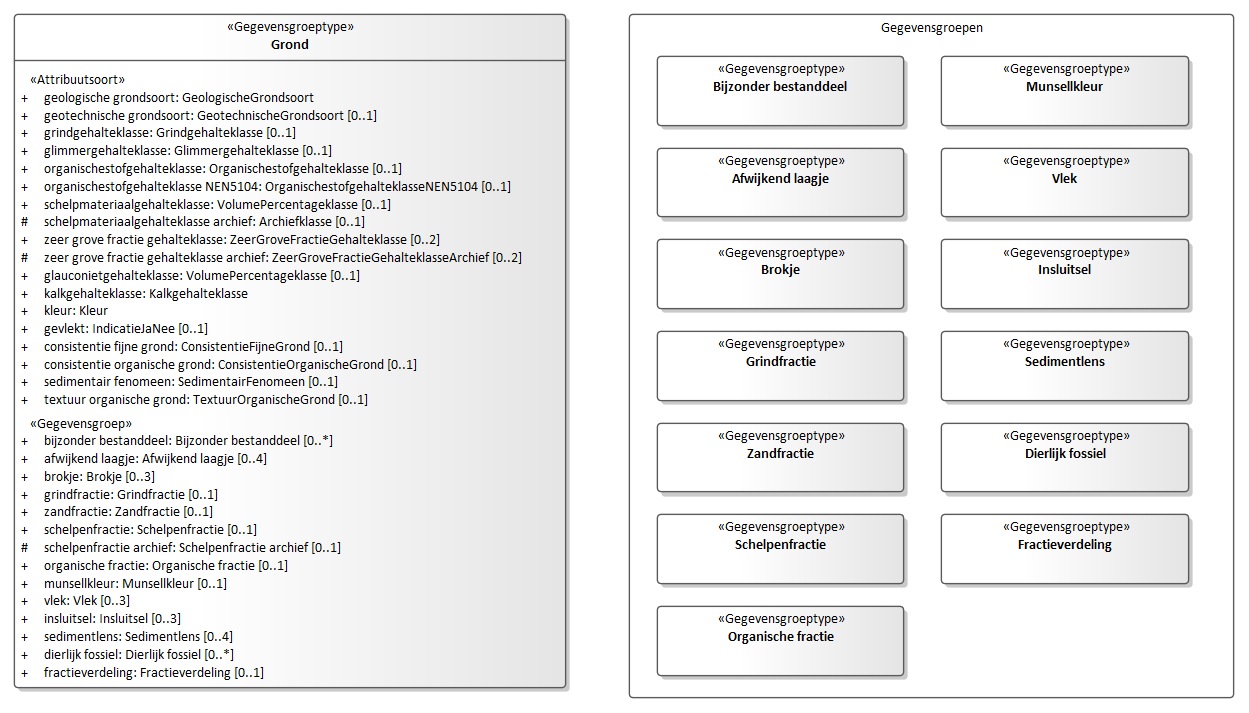 «Gegevensgroeptype»
Grond
«Attribuutsoort»
+ geologische grondsoort: GeologischeGrondsoort
+ geotechnische grondsoort: GeotechnischeGrondsoort [0..1]
+ grindgehalteklasse: Grindgehalteklasse [0..1]
+ glimmergehalteklasse: Glimmergehalteklasse [0..1]
+ organischestofgehalteklasse: Organischestofgehalteklasse [0..1]
+ organischestofgehalteklasse NEN5104: OrganischestofgehalteklasseNEN5104 [0..1]
+ schelpmateriaalgehalteklasse: VolumePercentageklasse [0..1]
# schelpmateriaalgehalteklasse archief: Archiefklasse [0..1]
+ zeer grove fractie gehalteklasse: ZeerGroveFractieGehalteklasse [0..2]
# zeer grove fractie gehalteklasse archief: ZeerGroveFractieGehalteklasseArchief [0..2]
+ glauconietgehalteklasse: VolumePercentageklasse [0..1]
+ kalkgehalteklasse: Kalkgehalteklasse
+ kleur: Kleur
+ gevlekt: IndicatieJaNee [0..1]
+ consistentie fijne grond: ConsistentieFijneGrond [0..1]
+ consistentie organische grond: ConsistentieOrganischeGrond [0..1]
+ sedimentair fenomeen: SedimentairFenomeen [0..1]
+ textuur organische grond: TextuurOrganischeGrond [0..1]
«Gegevensgroep»
+ bijzonder bestanddeel: Bijzonder bestanddeel [0..*]
+ afwijkend laagje: Afwijkend laagje [0..4]
+ brokje: Brokje [0..3]
+ grindfractie: Grindfractie [0..1]
+ zandfractie: Zandfractie [0..1]
+ schelpenfractie: Schelpenfractie [0..1]
# schelpenfractie archief: Schelpenfractie archief [0..1]
+ organische fractie: Organische fractie [0..1]
+ munsellkleur: Munsellkleur [0..1]
+ vlek: Vlek [0..3]
+ insluitsel: Insluitsel [0..3]
+ sedimentlens: Sedimentlens [0..4]
+ dierlijk fossiel: Dierlijk fossiel [0..*]
+ fractieverdeling: Fractieverdeling [0..1]
Gegevensgroepen
«Gegevensgroeptype»
Bijzonder bestanddeel
«Gegevensgroeptype»
Munsellkleur
«Gegevensgroeptype»
Afwijkend laagje
«Gegevensgroeptype»
Vlek
«Gegevensgroeptype»
Brokje
«Gegevensgroeptype»
Insluitsel
«Gegevensgroeptype»
Grindfractie
«Gegevensgroeptype»
Sedimentlens
«Gegevensgroeptype»
Zandfractie
«Gegevensgroeptype»
Dierlijk fossiel
«Gegevensgroeptype»
Schelpenfractie
«Gegevensgroeptype»
Fractieverdeling
«Gegevensgroeptype»
Organische fractie